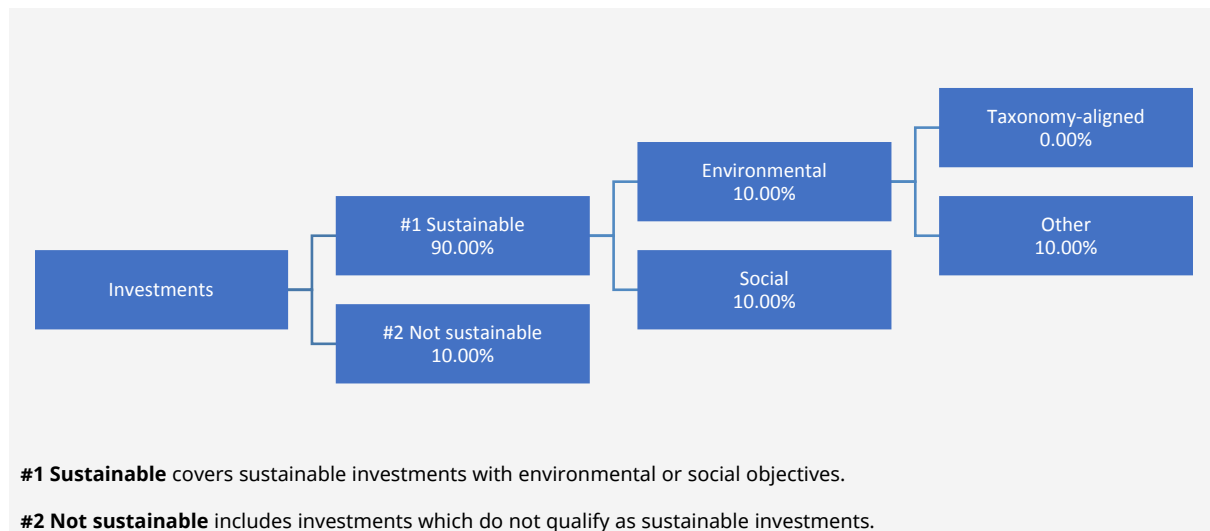 Taxonomy-aligned
0.00%
Environmental
10.00%
#1 Sustainable
90.00%
Other
10.00%
Investments
Social
10.00%
#2 Not sustainable
10.00%
#1 Sustainable covers sustainable investments with environmental or social objectives.
#2 Not sustainable includes investments which do not qualify as sustainable investments.